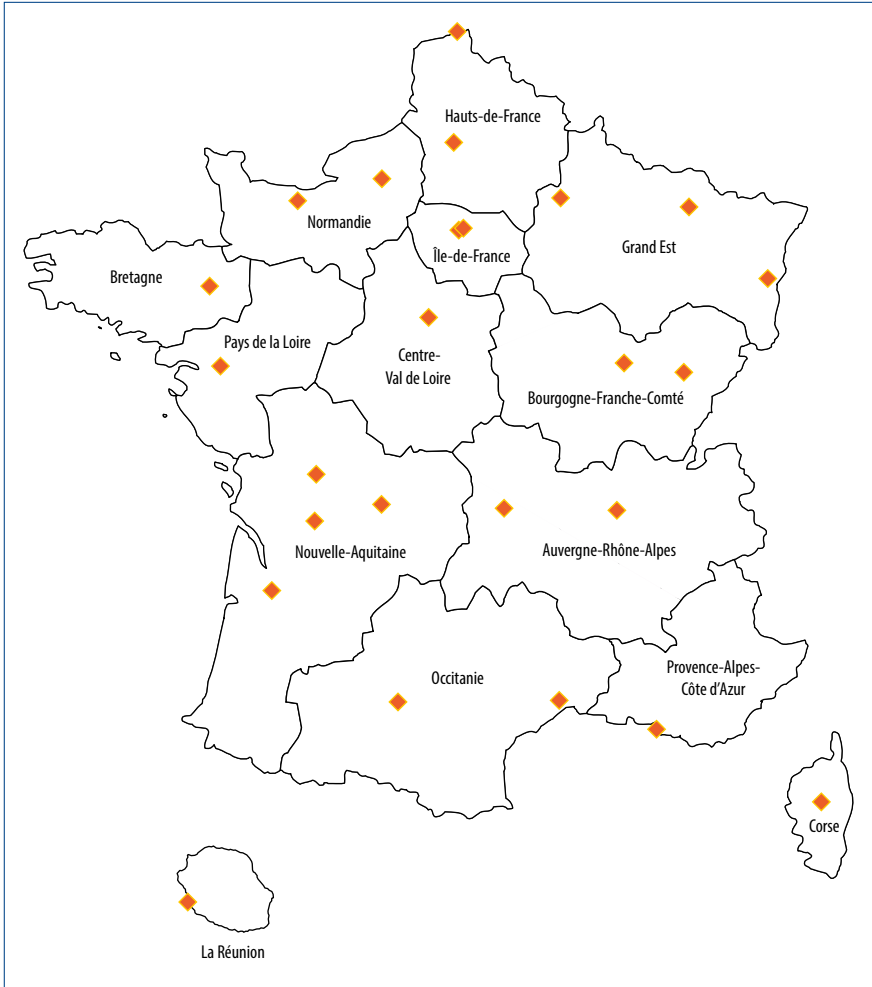 Hauts-de-France
Normandie
Île-de-France
Grand Est
Bretagne
Pays de la Loire
Centre-
Val de Loire
Bourgogne-Franche-Comté
Nouvelle-Aquitaine
Auvergne-Rhône-Alpes
Occitanie
Provence-Alpes-
Côte d'Azur
Corse
La Réunion